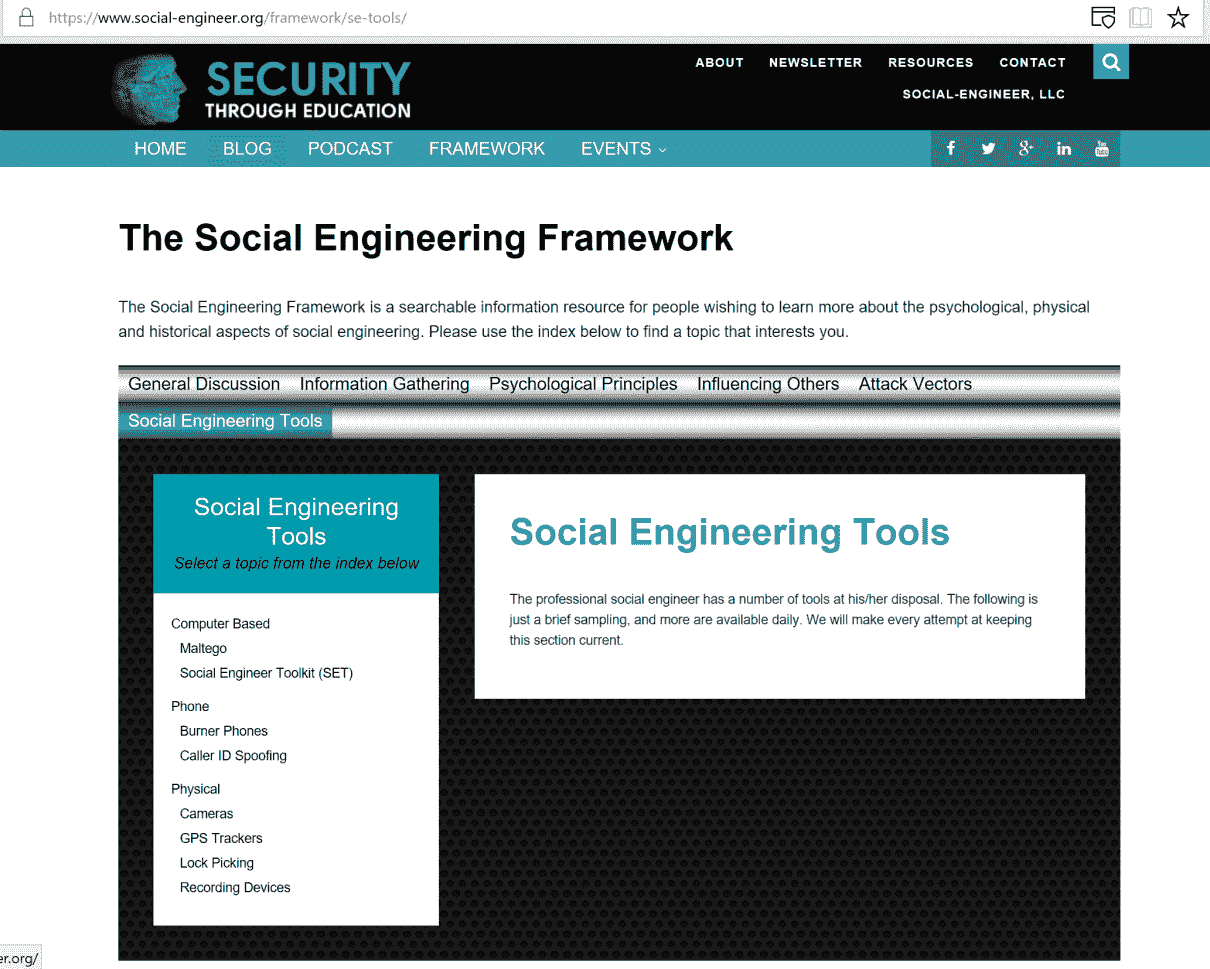 https://www.social-engineer.org/framework/se-tools/
SECURITY
THROUGH EDUCATION
ABOUT NEWSLETTER RESOURCES CONTACT
SOCIAL-ENGINEER, LLC
HOME BLOG PODCAST FRAMEWORK EVENTS
The Social Engineering Framework
The Social Engineering Framework is a searchable information resource for people wishing to learn more about the psychological, physical
and historical aspects of social engineering. Please use the index below to find a topic that interests you.
General Discussion Information Gathering Psychological Principles Influencing Others Attack Vectors
Social Engineering Tools
Social Engineering
Tools
Select a topic from the index below
Computer Based
Maltego
Social Engineer Toolkit (SET)
Phone
Burner Phones
Caller ID Spoofing
Physical
Cameras
GPS Trackers
Lock Picking
Recording Devices
Social Engineering Tools
The professional social engineer has a number of tools at his/her disposal. The following is
just a brief sampling, and more are available daily. We will make every attempt at keeping
this section current.
er.org/